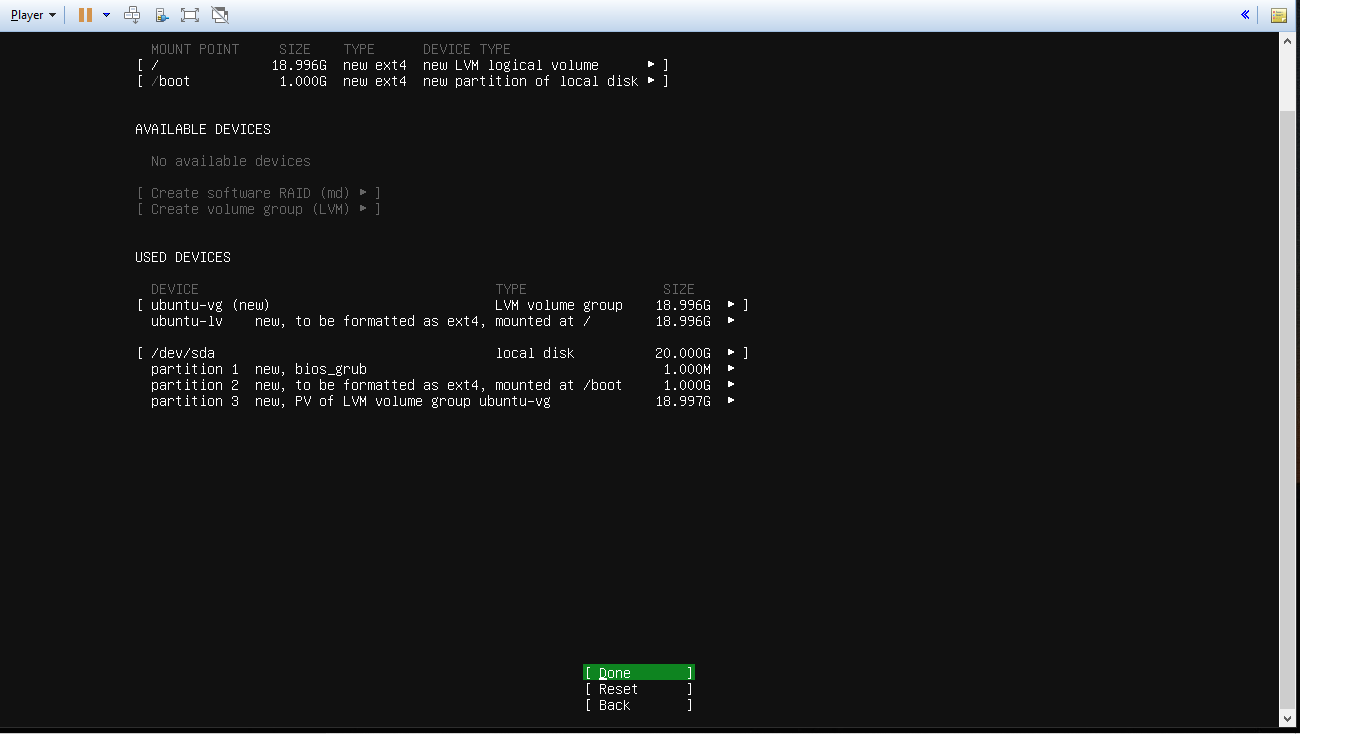 Player
MOUNT POINT SIZE TYPE DEVICE TYPE
[ / 18.996G new ext4 new LVM logical volume ▸ ]
[ /boot 1.000G new ext4 new partition of local disk ▸ ]
AVAILABLE DEVICES
No available devices
[ Create software RAID (md) ▸ ]
[ Create volume group (LVM) ▸ ]
USED DEVICES
DEVICE TYPE SIZE
[ ubuntu-vg (new) LVM volume group 18.996G ▸ ]
ubuntu-lv new, to be formatted as ext4, mounted at / 18.996G ▸
[ /dev/sda local disk 20.000G ▸ ]
partition 1 new, bios_grub 1.000M ▸
partition 2 new, to be formatted as ext4, mounted at /boot 1.000G ▸
partition 3 new, PV of LVM volume group ubuntu-vg 18.997G ▸
[ Done ]
[ Reset ]
[ Back ]